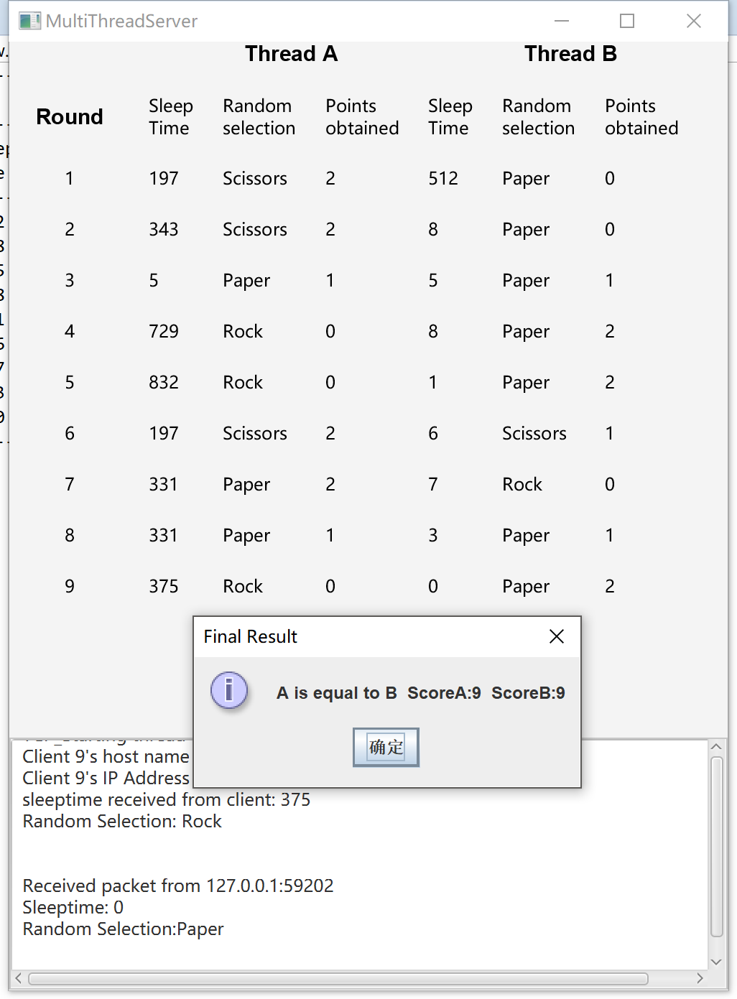 MultiThreadServer
Thread A Thread B
Round Sleep Time Random selection Points obtained Sleep Time Random selection Points obtained
1 197 Scissors 2 512 Paper 0
2 343 Scissors 2 8 Paper 0
3 5 Paper 1 5 Paper 1
4 729 Rock 0 8 Paper 2
5 832 Rock 0 1 Paper 2
6 197 Scissors 2 6 Scissors 1
7 331 Paper 2 7 Rock 0
8 331 Paper 1 3 Paper 1
9 375 Rock 0 0 Paper 2
Final Result
A is equal to B ScoreA:9 ScoreB:9
确定
Client 9's host name
Client 9's IP Address
sleeptime received from client: 375
Random Selection: Rock
Received packet from 127.0.0.1:59202
Sleeptime: 0
Random Selection:Paper